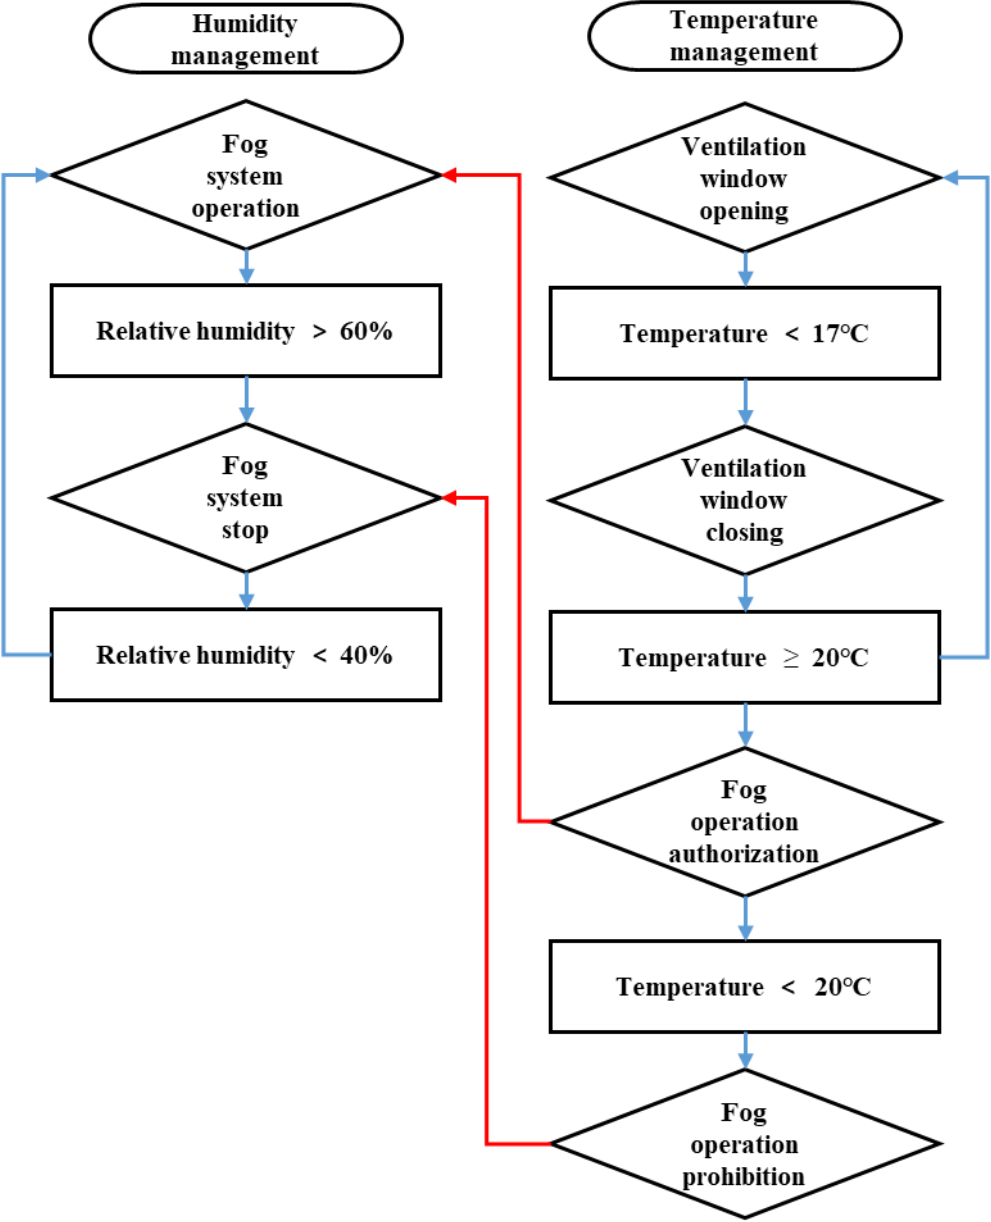 Humidity
management
Fog
system
operation
Relative humidity > 60%
Fog
system
stop
Relative humidity < 40%
Temperature
management
Ventilation
window
opening
Temperature < 17℃
Ventilation
window
closing
Temperature ≥ 20℃
Fog
operation
authorization
Temperature < 20℃
Fog
operation
prohibition